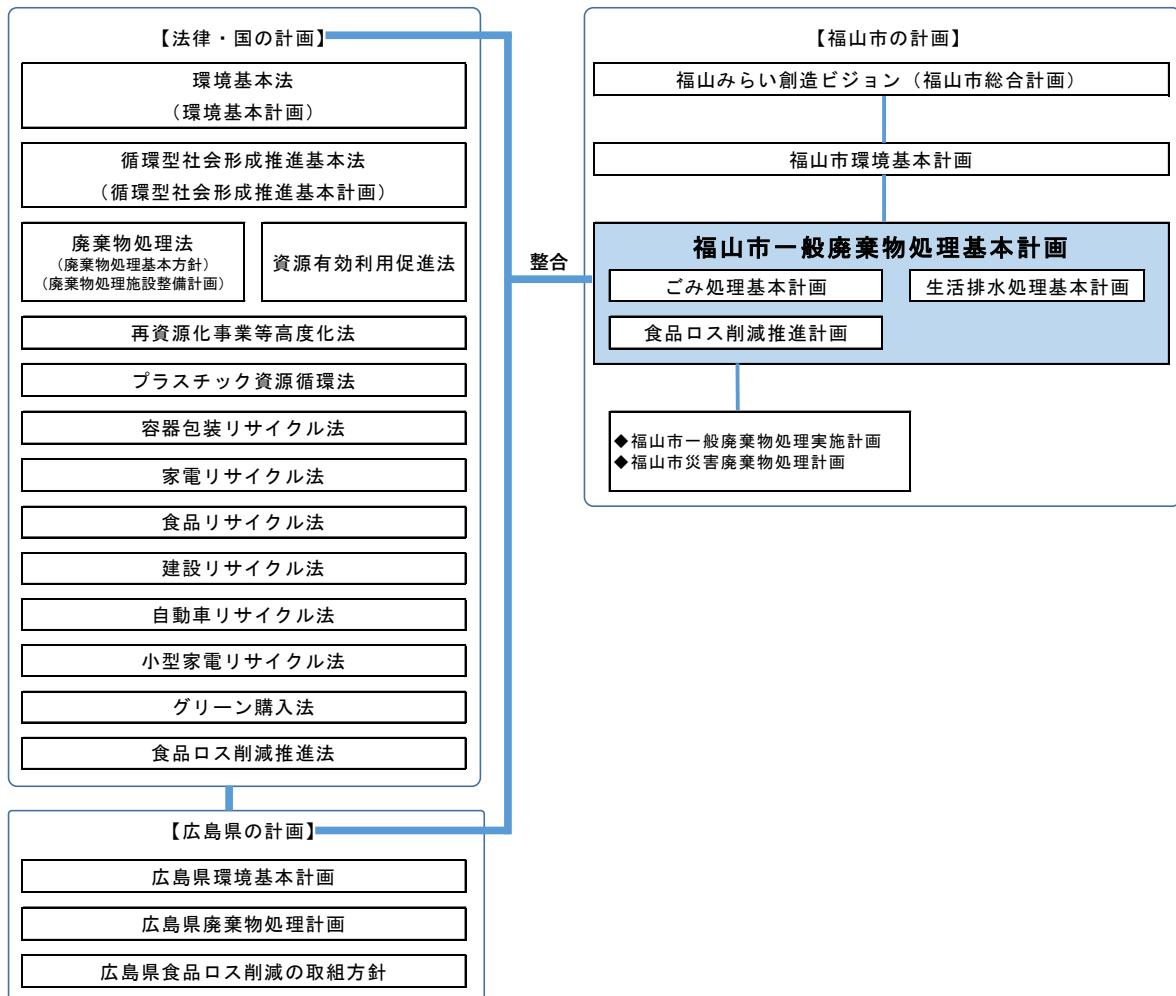 【法律・国の計画】
環境基本法
（環境基本計画）
循環型社会形成推進基本法
（循環型社会形成推進基本計画）
廃棄物処理法
（廃棄物処理基本方針）
（廃棄物処理施設整備計画）
資源有効利用促進法
再資源化事業等高度化法
プラスチック資源循環法
容器包装リサイクル法
家電リサイクル法
食品リサイクル法
建設リサイクル法
自動車リサイクル法
小型家電リサイクル法
グリーン購入法
食品ロス削減推進法
【広島県の計画】
広島県環境基本計画
広島県廃棄物処理計画
広島県食品ロス削減の取組方針
整合
【福山市の計画】
福山みらい創造ビジョン（福山市総合計画）
福山市環境基本計画
福山市一般廃棄物処理基本計画
ごみ処理基本計画
生活排水処理基本計画
食品ロス削減推進計画
◆福山市一般廃棄物処理実施計画
◆福山市災害廃棄物処理計画